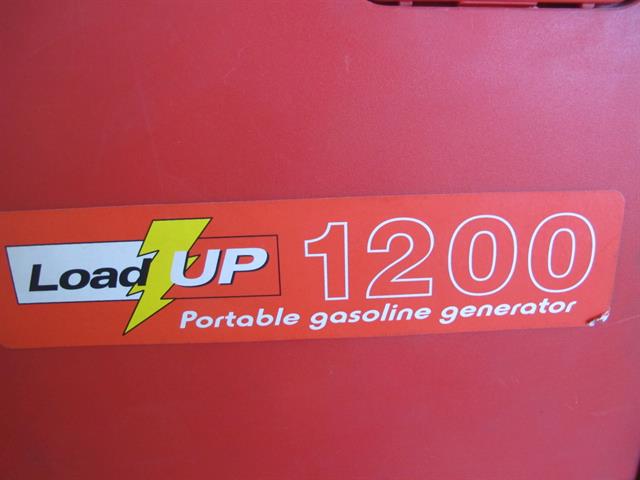 Load UP 1200
Portable gasoline generator